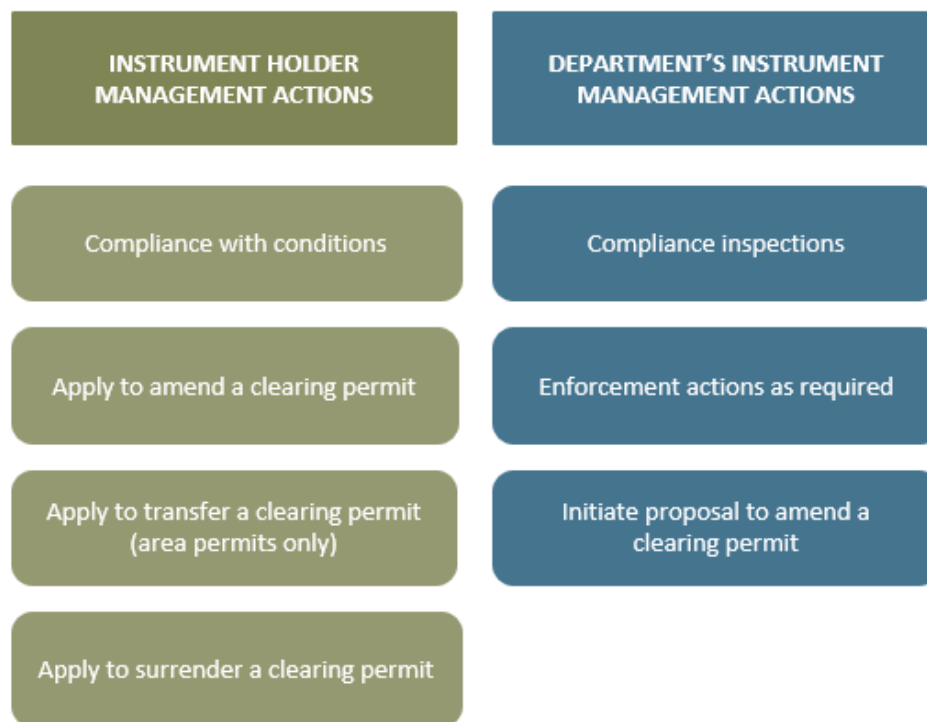 INSTRUMENT HOLDER
MANAGEMENT ACTIONS
Compliance with conditions
Apply to amend a clearing permit
Apply to transfer a clearing permit
(area permits only)
Apply to surrender a clearing permit
DEPARTMENT’S INSTRUMENT
MANAGEMENT ACTIONS
Compliance inspections
Enforcement actions as required
Initiate proposal to amend a
clearing permit